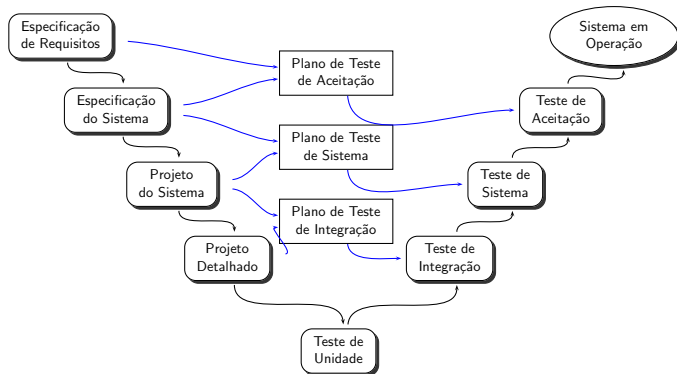 Especificação
de Requisitos
Sistema em
Operação
Plano de Teste
de Aceitação
Especificação
do Sistema
Teste de
Aceitação
Plano de Teste
de Sistema
Projeto
do Sistema
Teste de
Sistema
Plano de Teste
de Integração
Projeto
Detalhado
Teste de
Integração
Teste de
Unidade